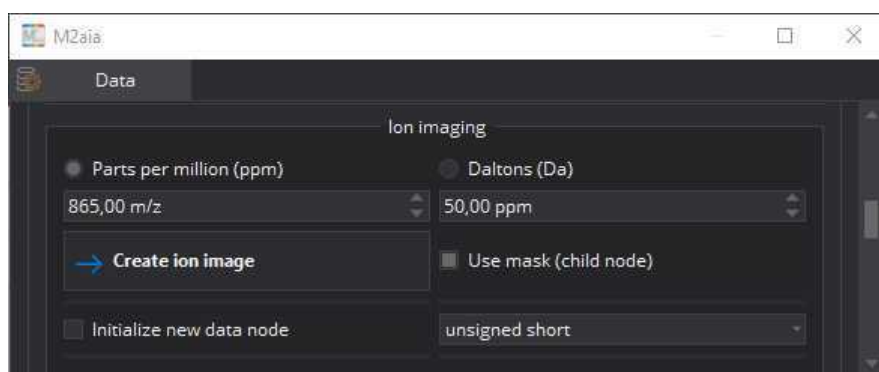 M2aia
Data
Ion imaging
Parts per million (ppm) Daltons (Da)
865,00 m/z 50,00 ppm
Create ion image Use mask (child node)
Initialize new data node unsigned short